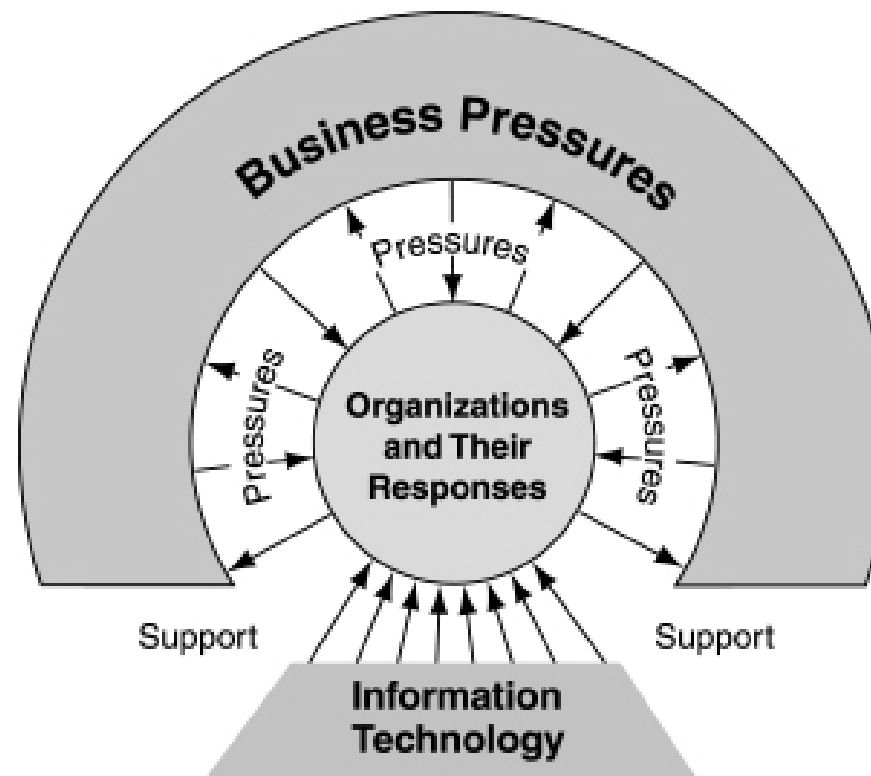 Business Pressures
Pressures
Pressures
Pressures
Organizations
and Their
Responses
Support
Support
Information
Technology